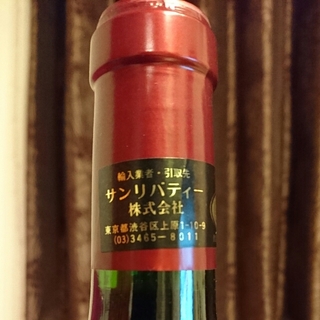 輸入業者・引取先
サンリバティー
株式会社
東京都渋谷区上原1-10-9
(03)3465-8011